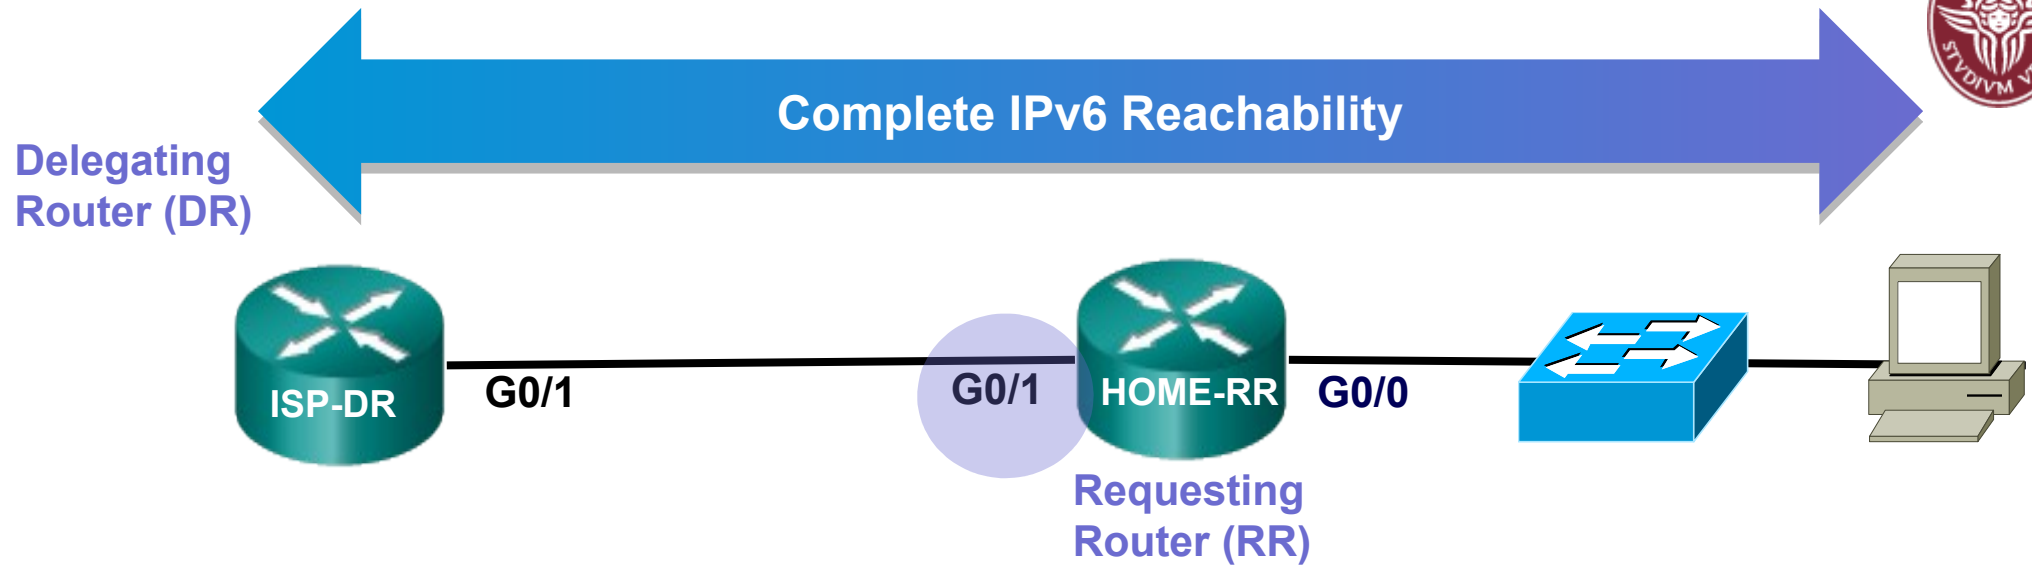 Complete IPv6 Reachability
Delegating
Router (DR)
ISP-DR
G0/1
G0/1
HOME-RR
G0/0
Requesting
Router (RR)
STVDIVM